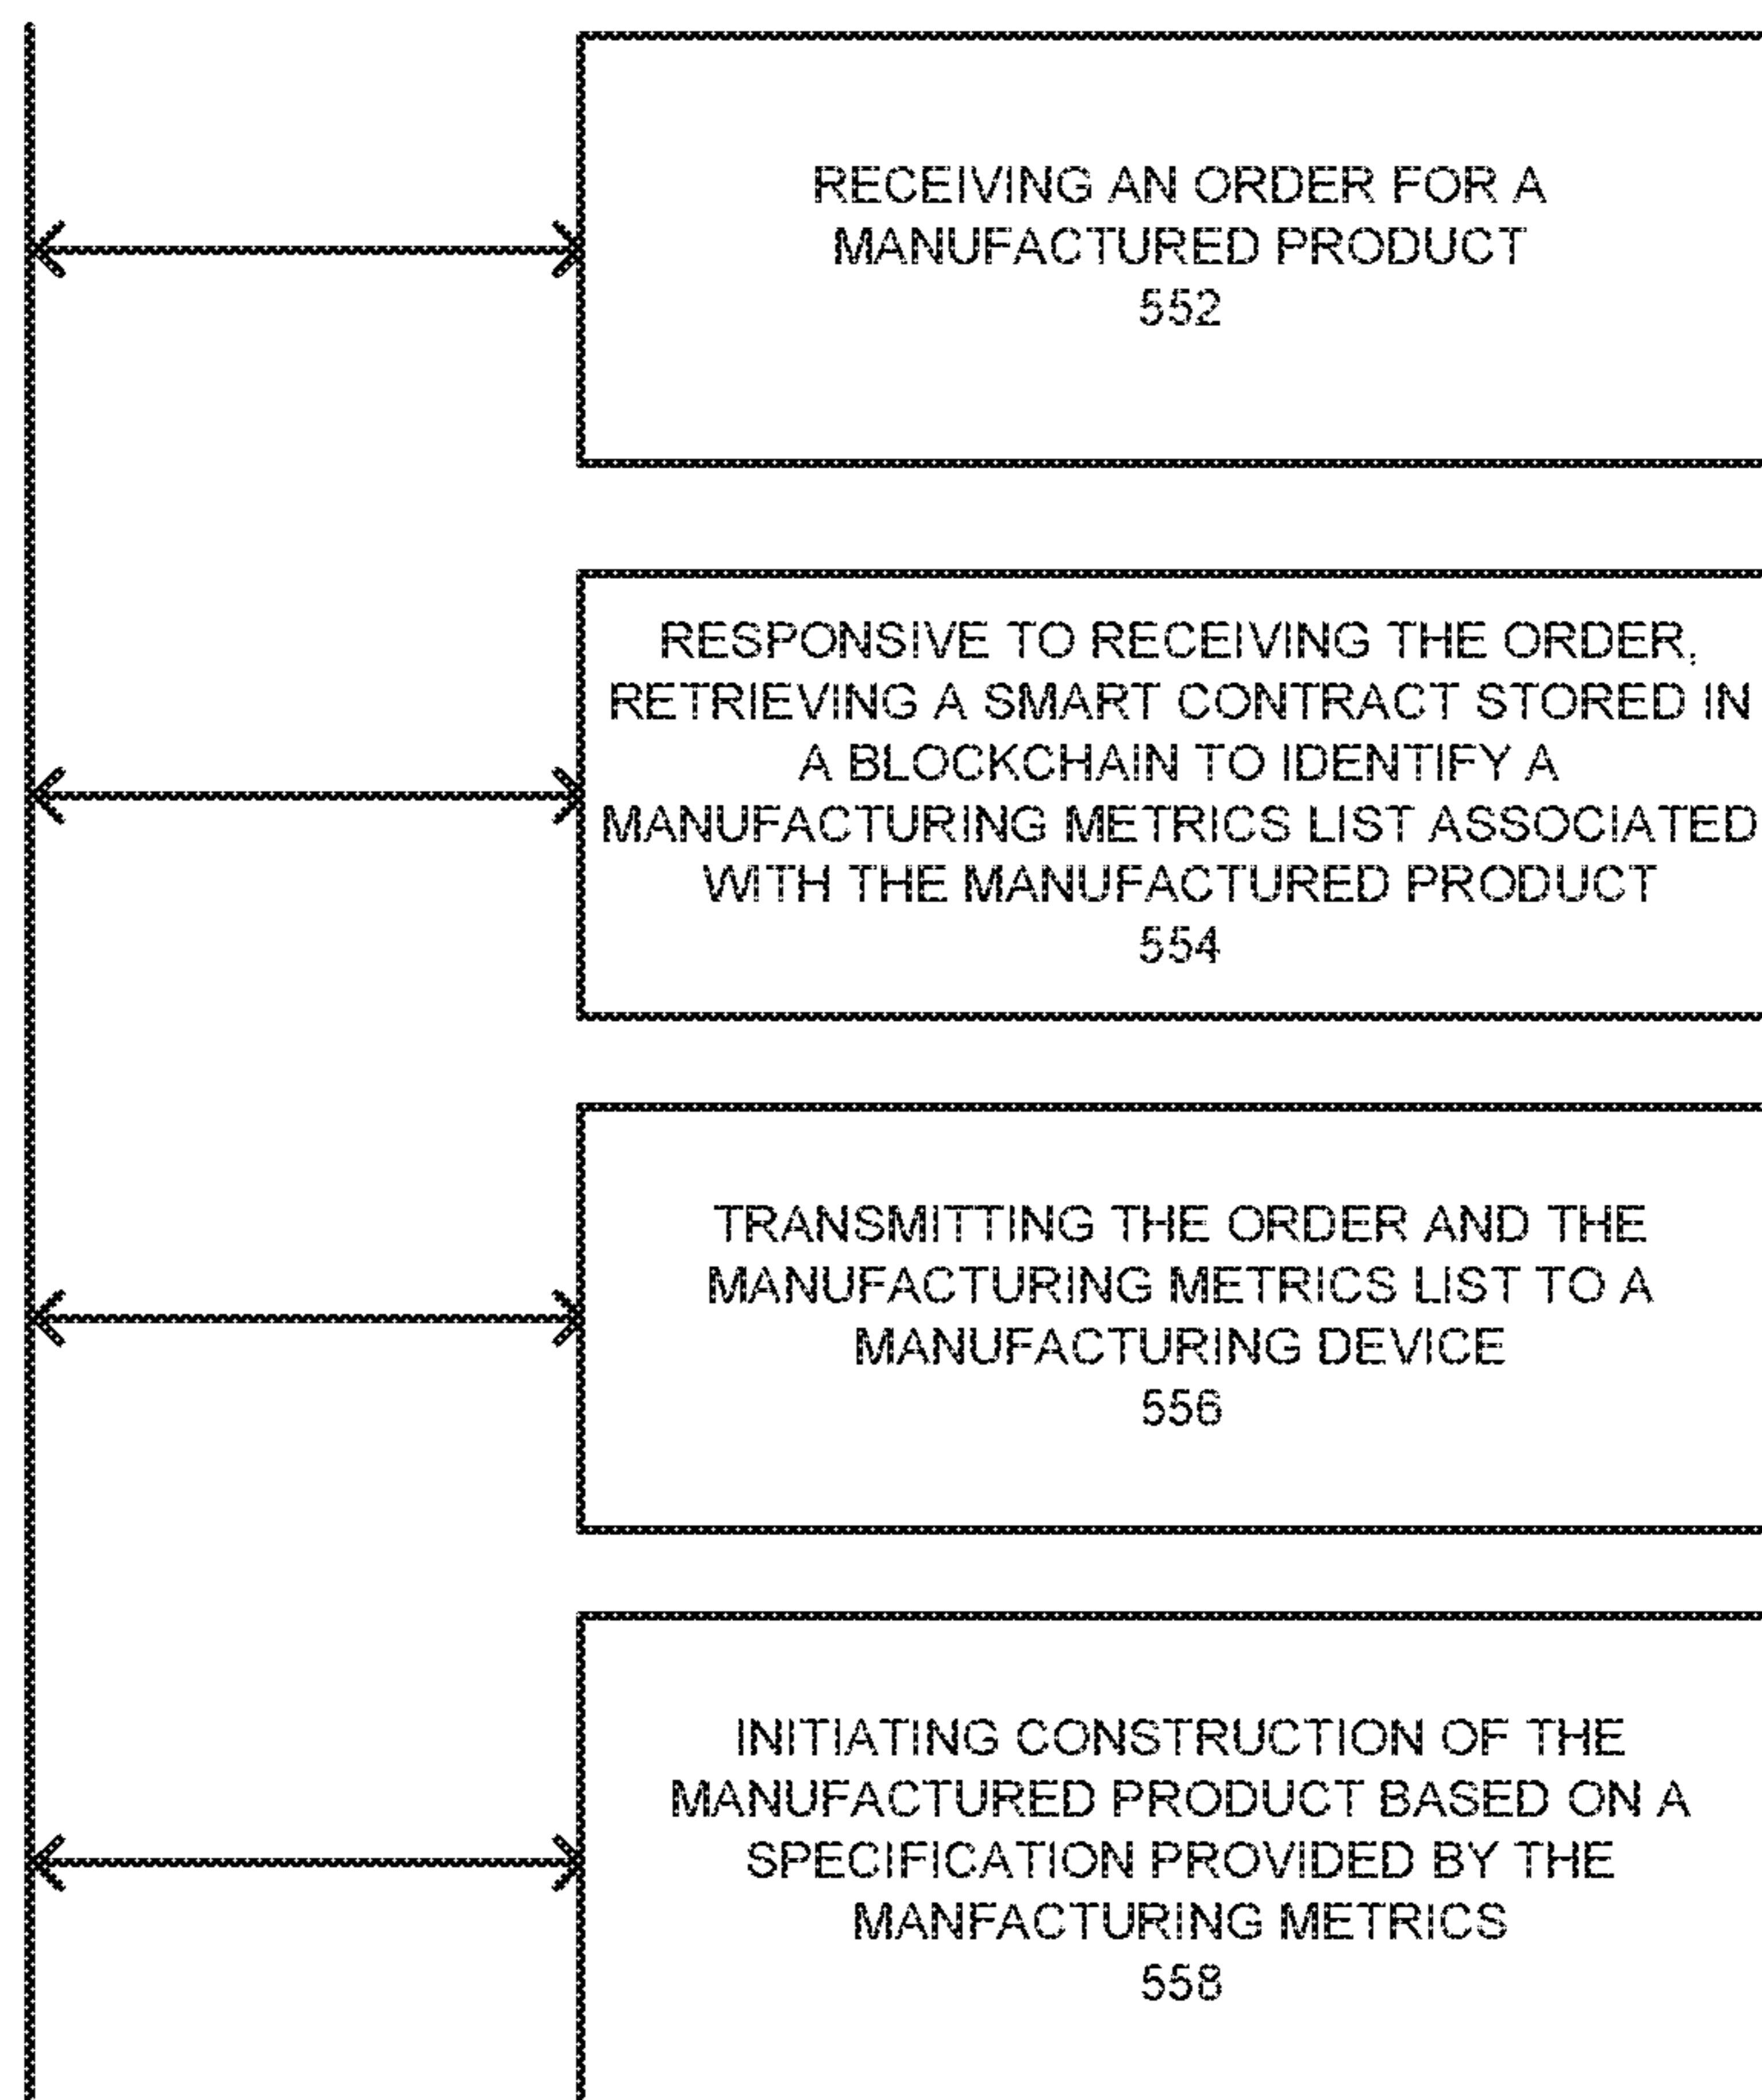 RECEIVING AN ORDER FOR A
MANUFACTURED PRODUCT
552
RESPONSIVE TO RECEIVING THE ORDER,
RETRIEVING A SMART CONTRACT STORED IN
A BLOCKCHAIN TO IDENTIFY A
MANUFACTURING METRICS LIST ASSOCIATED
WITH THE MANUFACTURED PRODUCT
554
TRANSMITTING THE ORDER AND THE
MANUFACTURING METRICS LIST TO A
MANUFACTURING DEVICE
556
INITIATING CONSTRUCTION OF THE
MANUFACTURED PRODUCT BASED ON A
SPECIFICATION PROVIDED BY THE
MANFACTURING METRICS
558